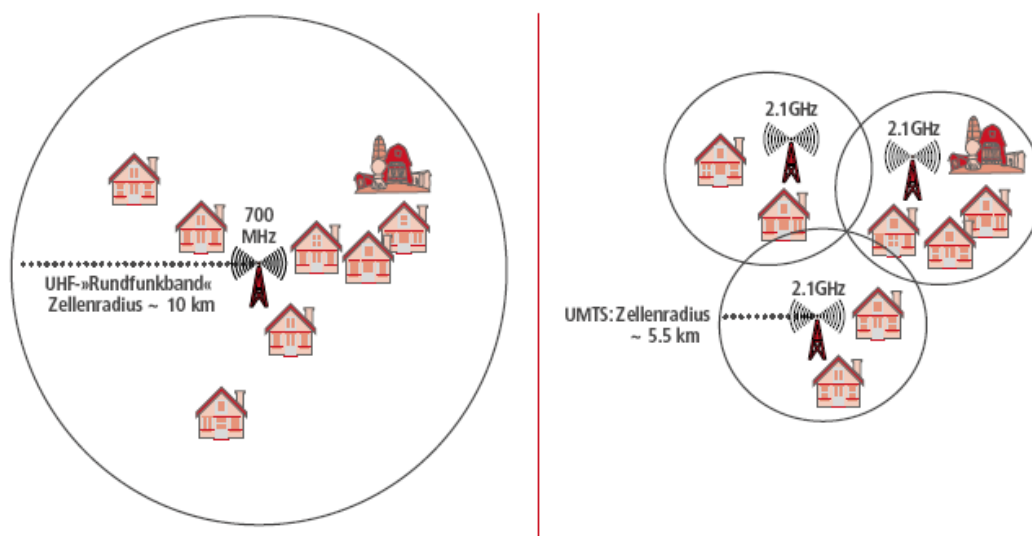 700
MHz
UHF-»Rundfunkband«
Zellenradius ~ 10 km
2.1GHz
2.1GHz
2.1GHz
UMTS: Zellenradius
~ 5.5 km